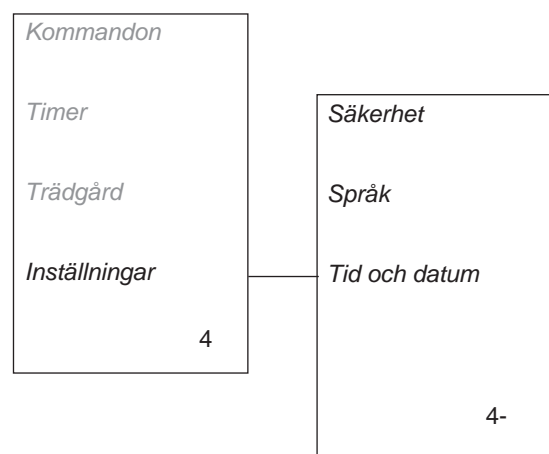 Kommandon
Timer
Trädgård
Inställningar
4
Säkerhet
Språk
Tid och datum
4-